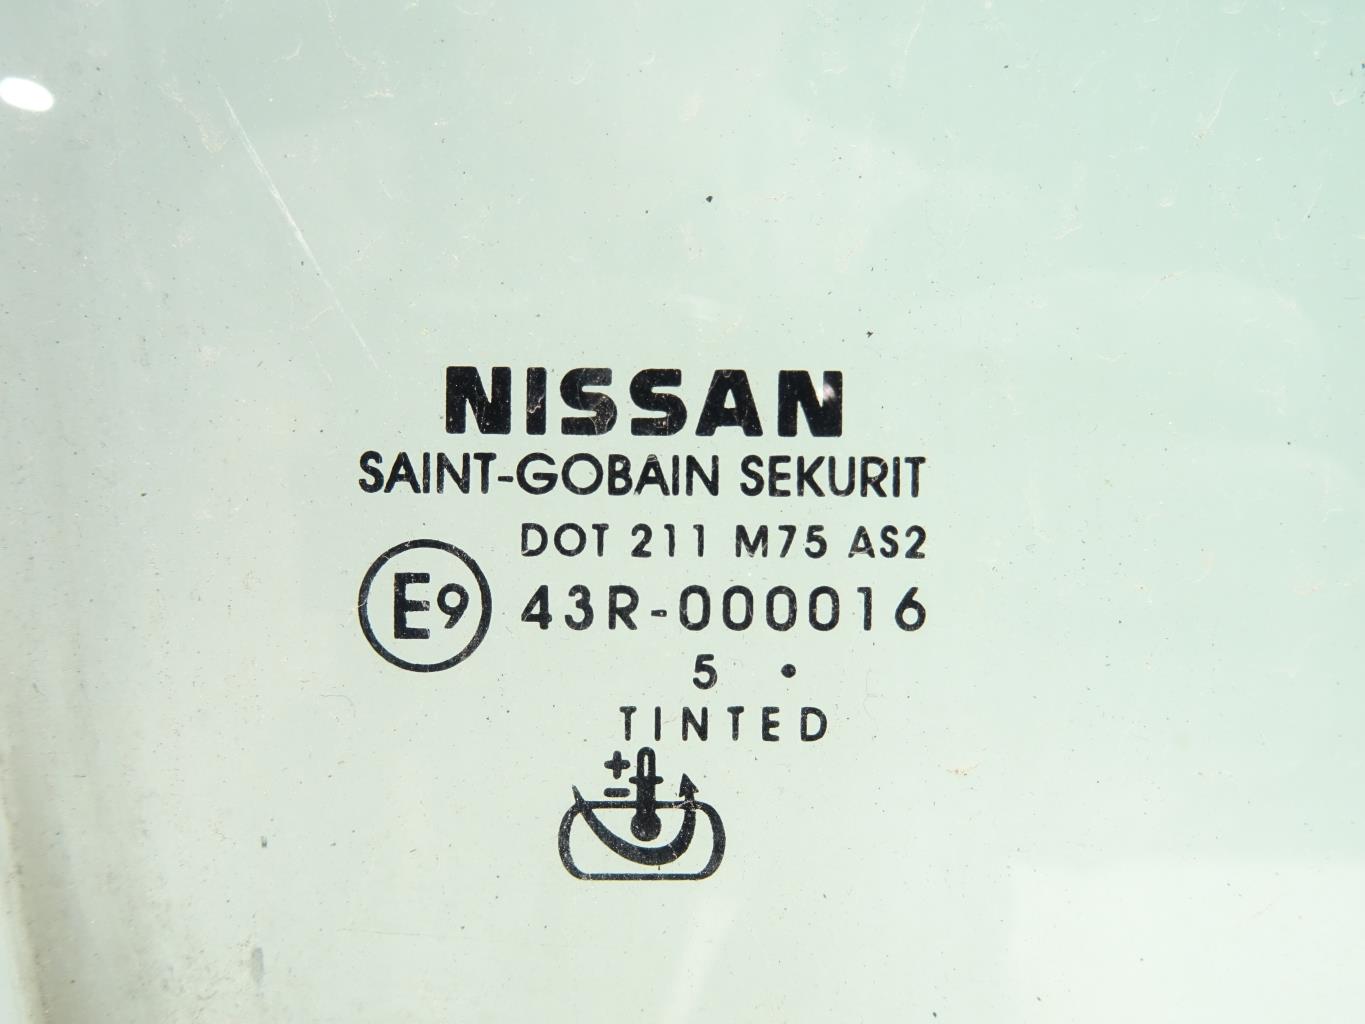 NISSAN
SAINT-GOBAIN SEKURIT
DOT 211 M75 AS2
E9 43R-000016
5 •
TINTED